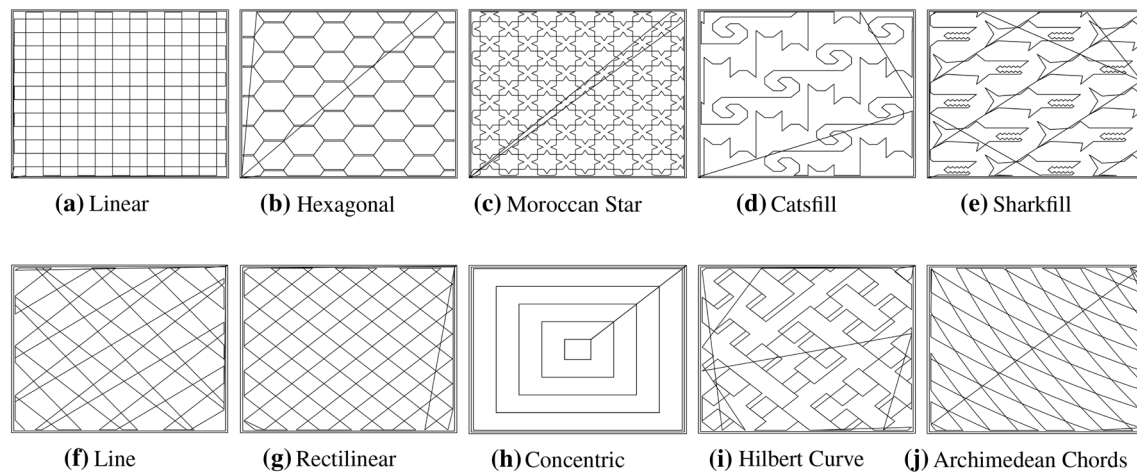 (a) Linear
(b) Hexagonal
(c) Moroccan Star
(d) Catsfill
(e) Sharkfill
(f) Line
(g) Rectilinear
(h) Concentric
(i) Hilbert Curve
(j) Archimedean Chords